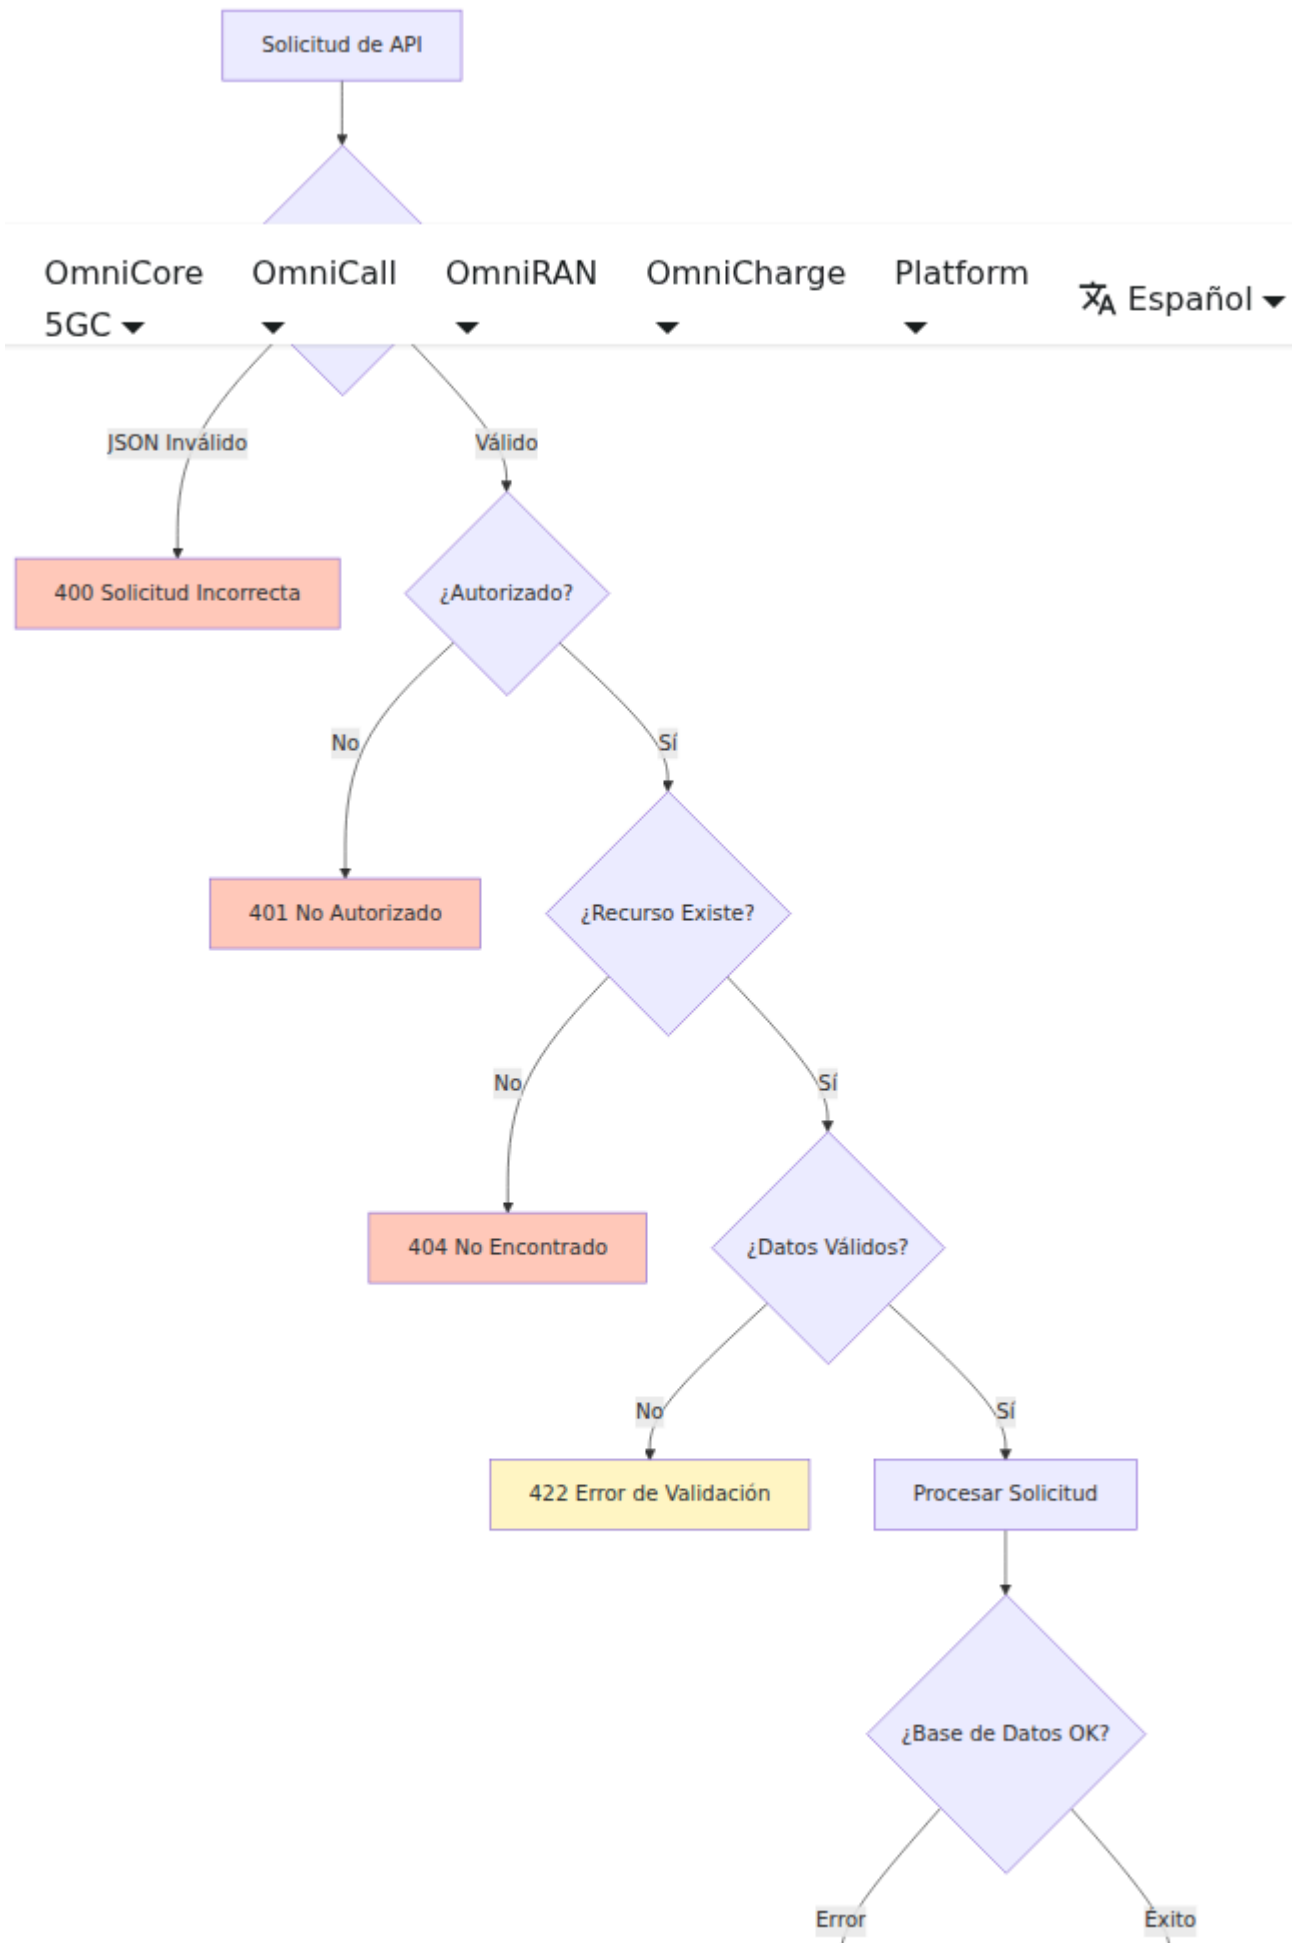 Solicitud de API
OmniCore
5GC
OmniCall
OmniRAN
OmniCharge
Platform
Español
JSON Inválido
Válido
400 Solicitud Incorrecta
¿Autorizado?
No
Sí
401 No Autorizado
¿Recurso Existe?
No
Sí
404 No Encontrado
¿Datos Válidos?
No
Sí
422 Error de Validación
Procesar Solicitud
¿Base de Datos OK?
Error
Éxito